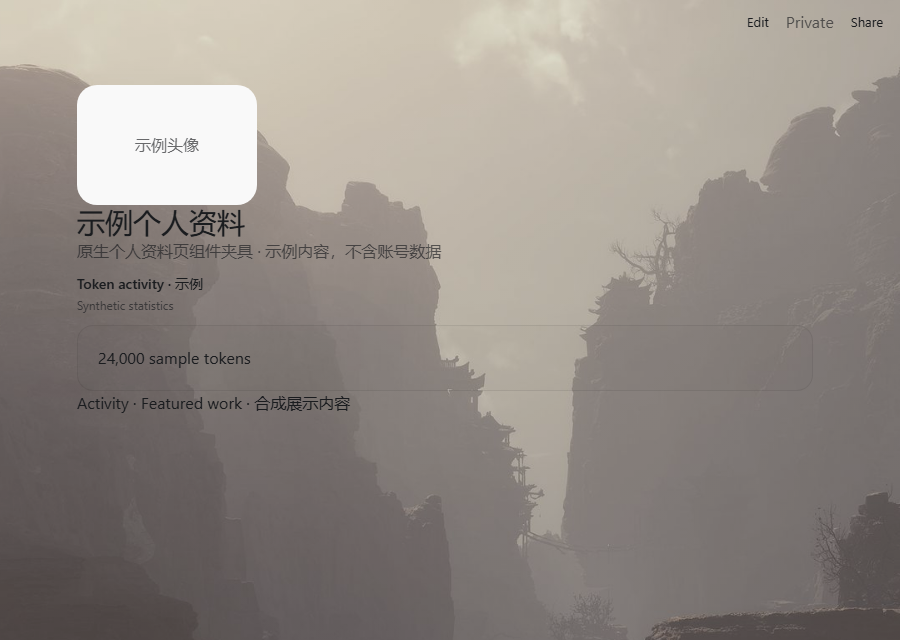 Edit Private Share
示例头像
示例个人资料
原生个人资料页组件夹具 · 示例内容，不含账号数据
Token activity · 示例
Synthetic statistics
24,000 sample tokens
Activity · Featured work · 合成展示内容